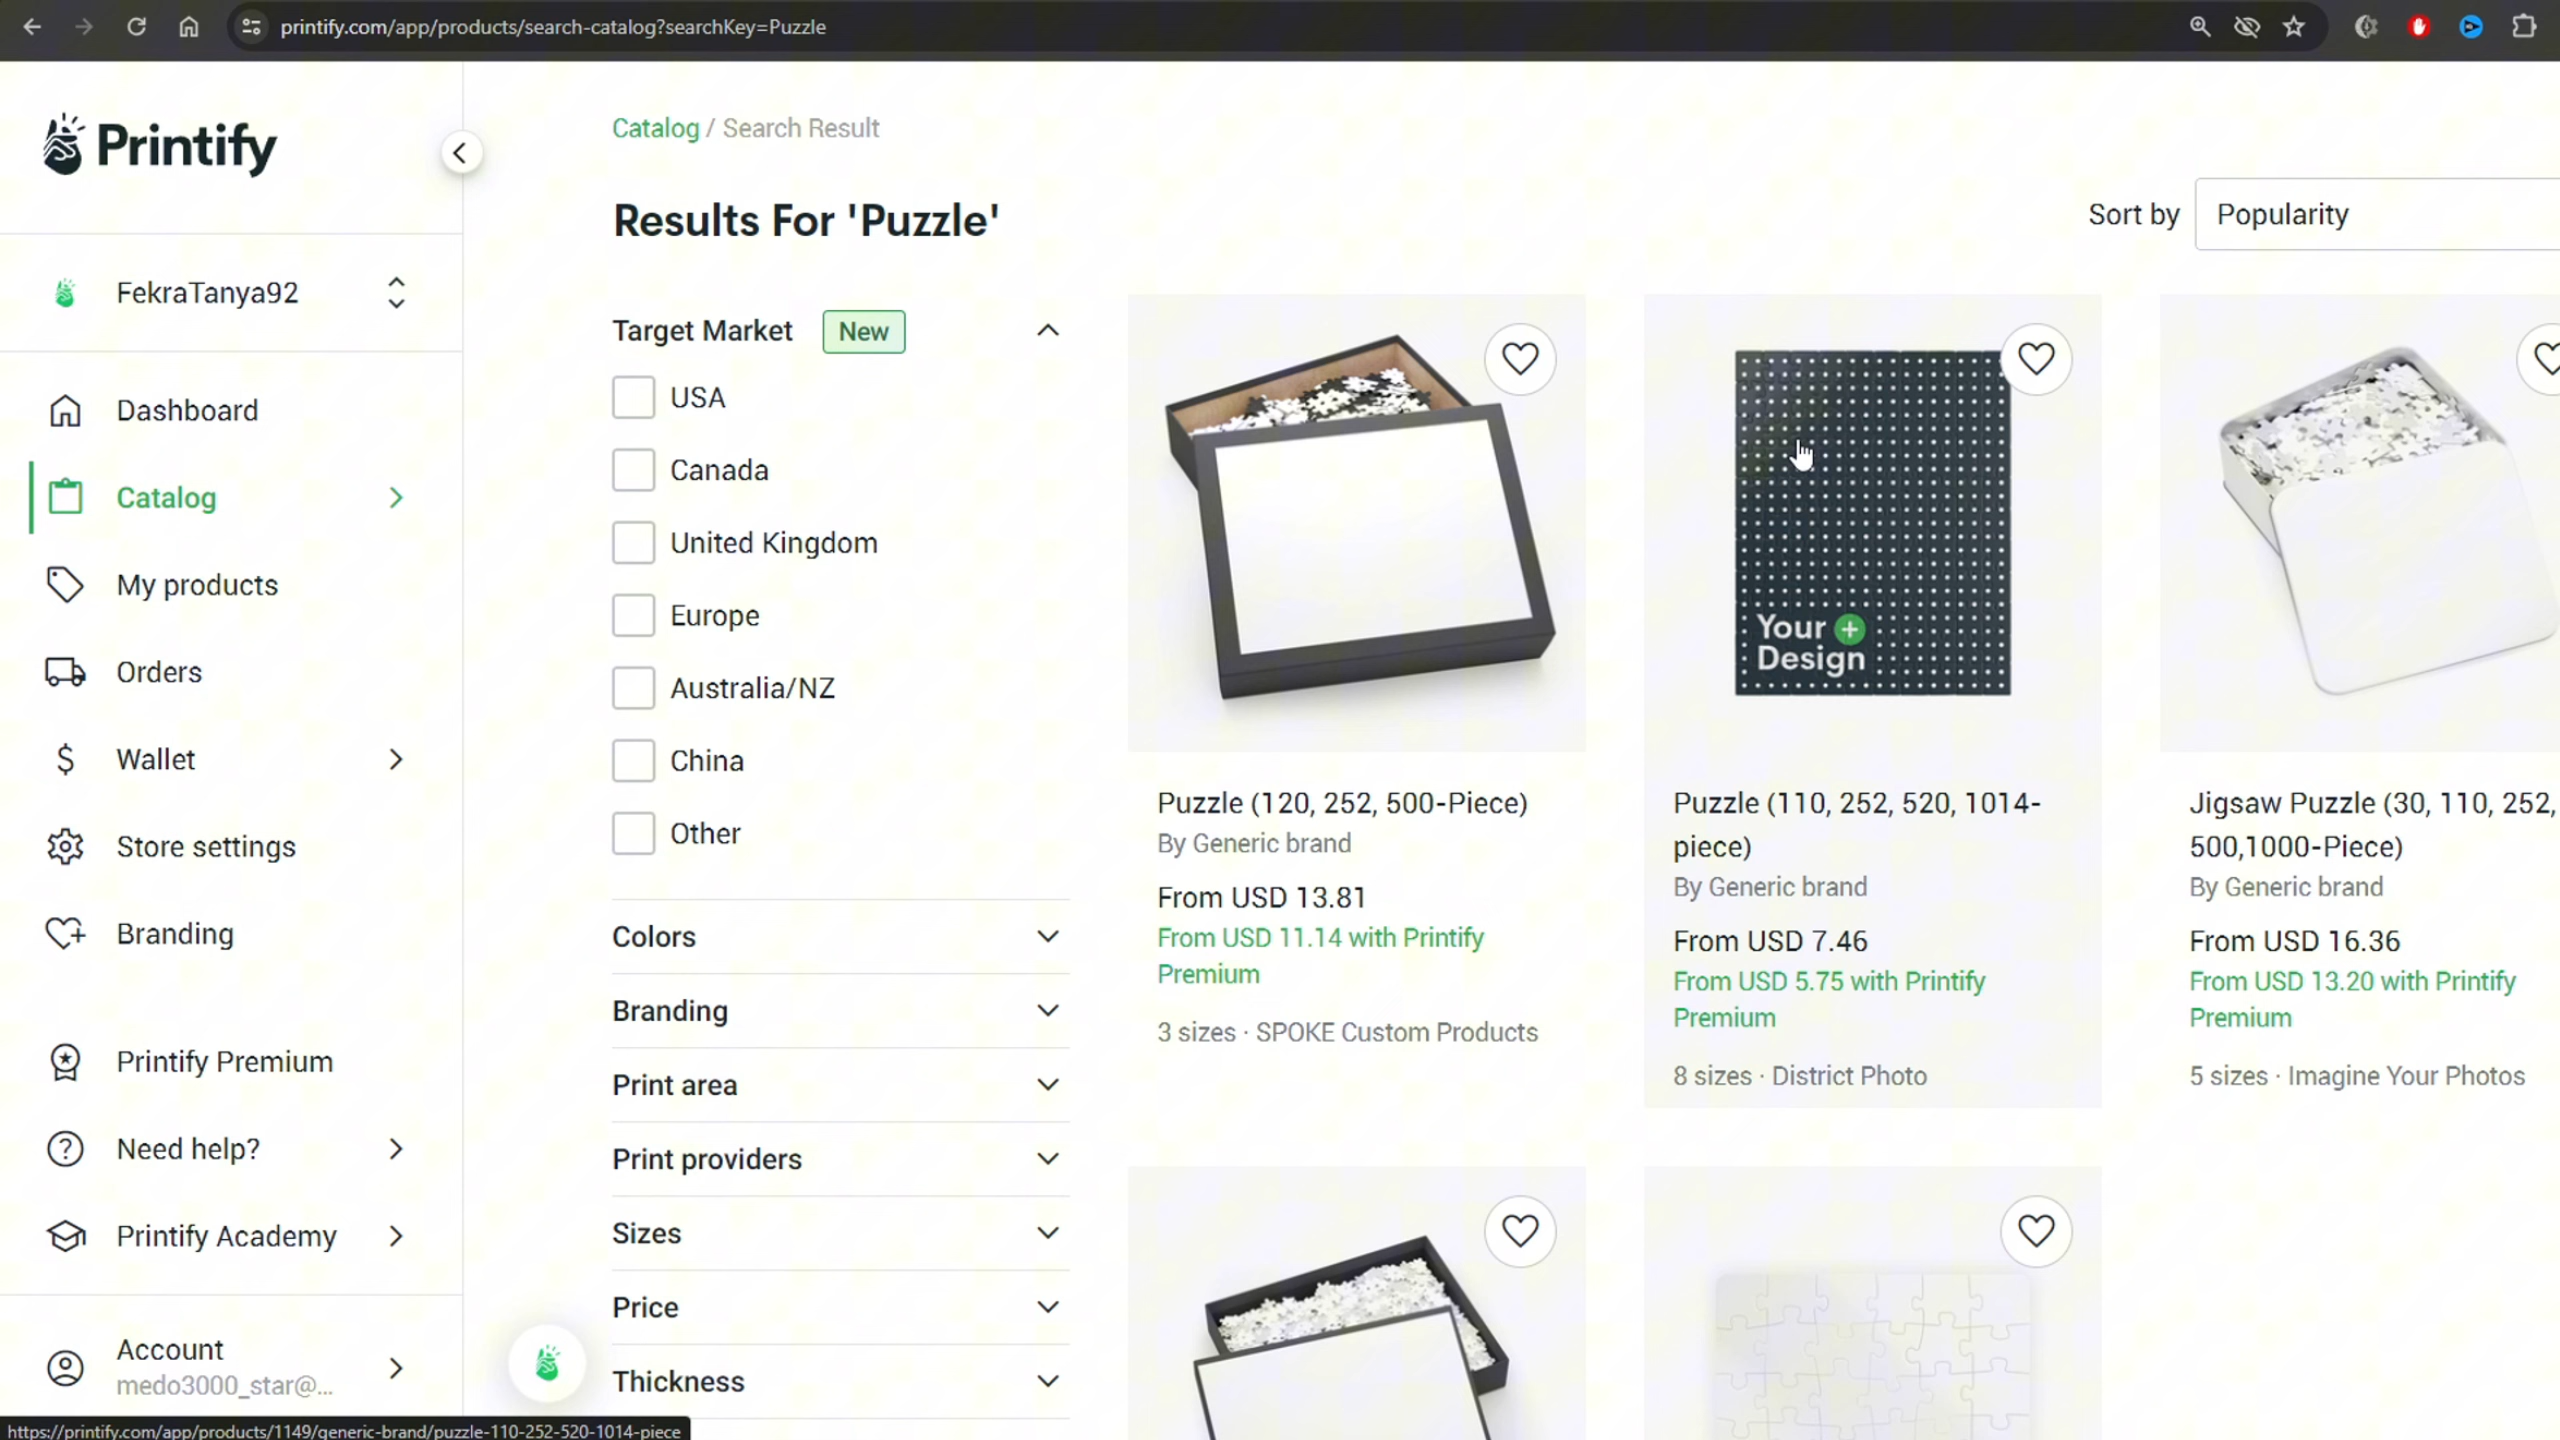 printify.com/app/products/search-catalog?searchKey=Puzzle
Printify
FekraTanya92
Dashboard
Catalog
My products
Orders
Wallet
Store settings
Branding
Printify Premium
Need help?
Printify Academy
Account
medo3000_star@...
Catalog / Search Result
Results For 'Puzzle'
Sort by
Popularity
Target Market
New
USA
Canada
United Kingdom
Europe
Australia/NZ
China
Other
Colors
Branding
Print area
Print providers
Sizes
Price
Thickness
Puzzle (120, 252, 500-Piece)
By Generic brand
From USD 13.81
From USD 11.14 with Printify
Premium
3 sizes · SPOKE Custom Products
Your
Design
Puzzle (110, 252, 520, 1014-
piece)
By Generic brand
From USD 7.46
From USD 5.75 with Printify
Premium
8 sizes · District Photo
Jigsaw Puzzle (30, 110, 252,
500,1000-Piece)
By Generic brand
From USD 16.36
From USD 13.20 with Printify
Premium
5 sizes · Imagine Your Photos
https://printify.com/app/products/1149/generic-brand/puzzle-110-252-520-1014-piece